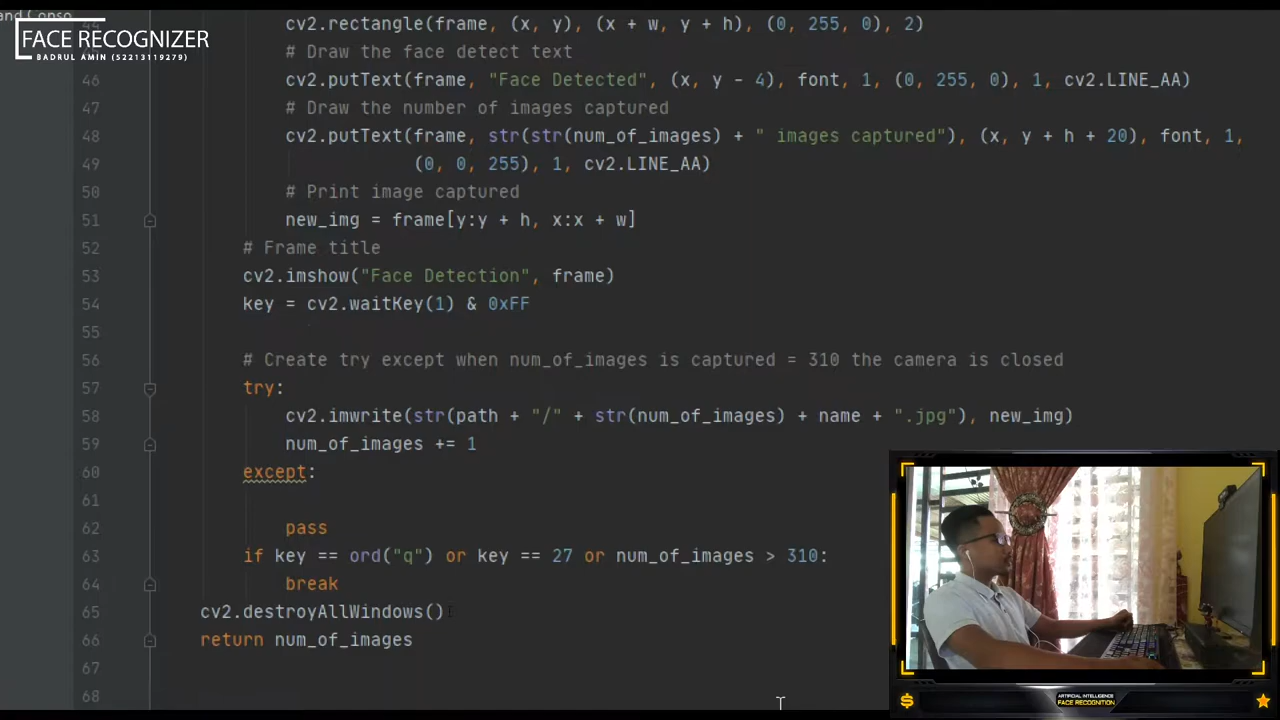 and Conso
FACE RECOGNIZER
BADRUL AMIN (52213119279)
cv2.rectangle(frame, (x, y), (x + w, y + h), (0, 255, 0), 2)
# Draw the face detect text
46 cv2.putText(frame, "Face Detected", (x, y - 4), font, 1, (0, 255, 0), 1, cv2.LINE_AA)
47 # Draw the number of images captured
48 cv2.putText(frame, str(str(num_of_images) + " images captured"), (x, y + h + 20), font, 1,
49 (0, 0, 255), 1, cv2.LINE_AA)
50 # Print image captured
51 new_img = frame[y:y + h, x:x + w]
52 # Frame title
53 cv2.imshow("Face Detection", frame)
54 key = cv2.waitKey(1) & 0xFF
55
56 # Create try except when num_of_images is captured = 310 the camera is closed
57 try:
58 cv2.imwrite(str(path + "/" + str(num_of_images) + name + ".jpg"), new_img)
59 num_of_images += 1
60 except:
61
62 pass
63 if key == ord("q") or key == 27 or num_of_images > 310:
64 break
65 cv2.destroyAllWindows()
66 return num_of_images
67
68
ARTIFICIAL INTELLIGENCE
FACE RECOGNITION